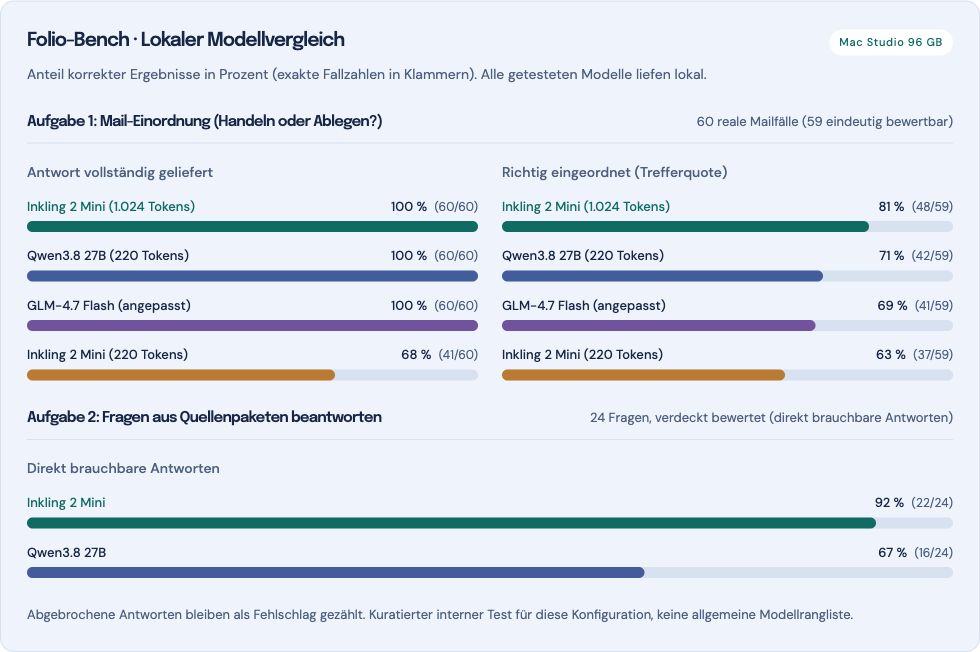 Folio-Bench · Lokaler Modellvergleich
Mac Studio 96 GB
Anteil korrekter Ergebnisse in Prozent (exakte Fallzahlen in Klammern). Alle getesteten Modelle liefen lokal.
Aufgabe 1: Mail-Einordnung (Handeln oder Ablegen?)
60 reale Mailfälle (59 eindeutig bewertbar)
Antwort vollständig geliefert
Inkling 2 Mini (1.024 Tokens) 100 % (60/60)
Qwen3.8 27B (220 Tokens) 100 % (60/60)
GLM-4.7 Flash (angepasst) 100 % (60/60)
Inkling 2 Mini (220 Tokens) 68 % (41/60)
Richtig eingeordnet (Trefferquote)
Inkling 2 Mini (1.024 Tokens) 81 % (48/59)
Qwen3.8 27B (220 Tokens) 71 % (42/59)
GLM-4.7 Flash (angepasst) 69 % (41/59)
Inkling 2 Mini (220 Tokens) 63 % (37/59)
Aufgabe 2: Fragen aus Quellenpaketen beantworten
24 Fragen, verdeckt bewertet (direkt brauchbare Antworten)
Direkt brauchbare Antworten
Inkling 2 Mini 92 % (22/24)
Qwen3.8 27B 67 % (16/24)
Abgebrochene Antworten bleiben als Fehlschlag gezählt. Kuratierter interner Test für diese Konfiguration, keine allgemeine Modellrangliste.